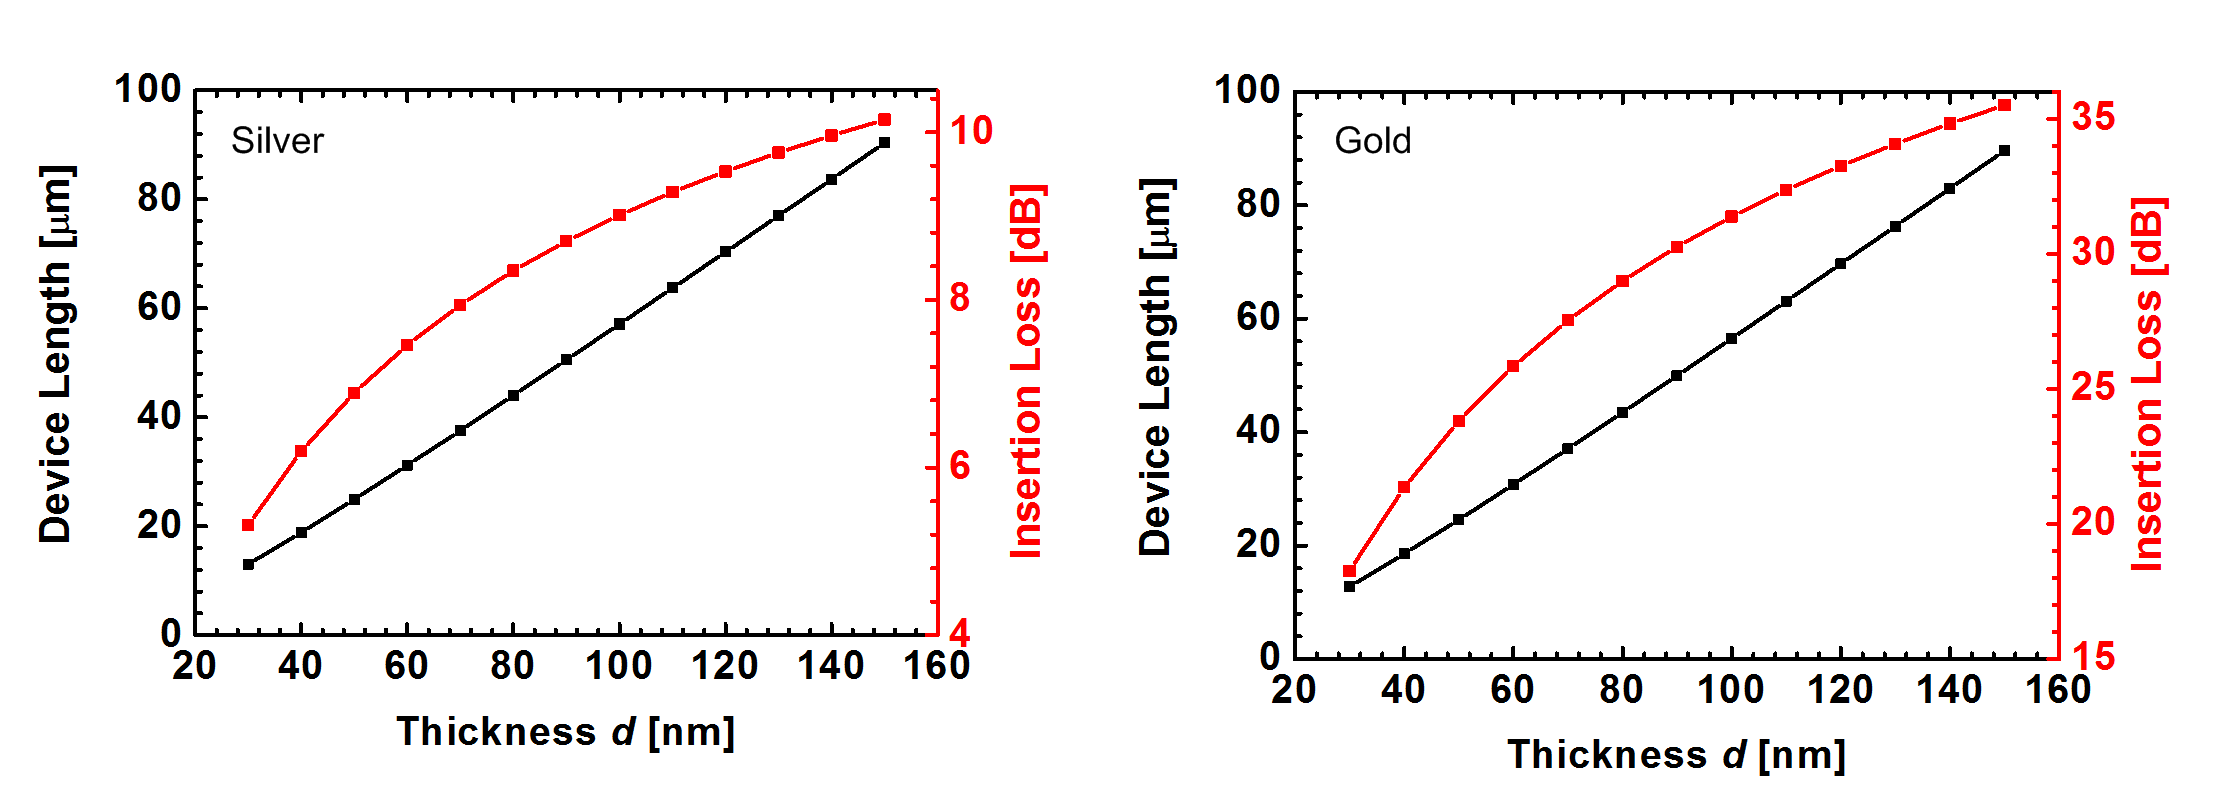 Silver
Device Length [μm]
100
80
60
40
20
0
Insertion Loss [dB]
10
8
6
4
20 40 60 80 100 120 140 160
Thickness d [nm]
Gold
Device Length [μm]
100
80
60
40
20
0
Insertion Loss [dB]
35
30
25
20
15
20 40 60 80 100 120 140 160
Thickness d [nm]